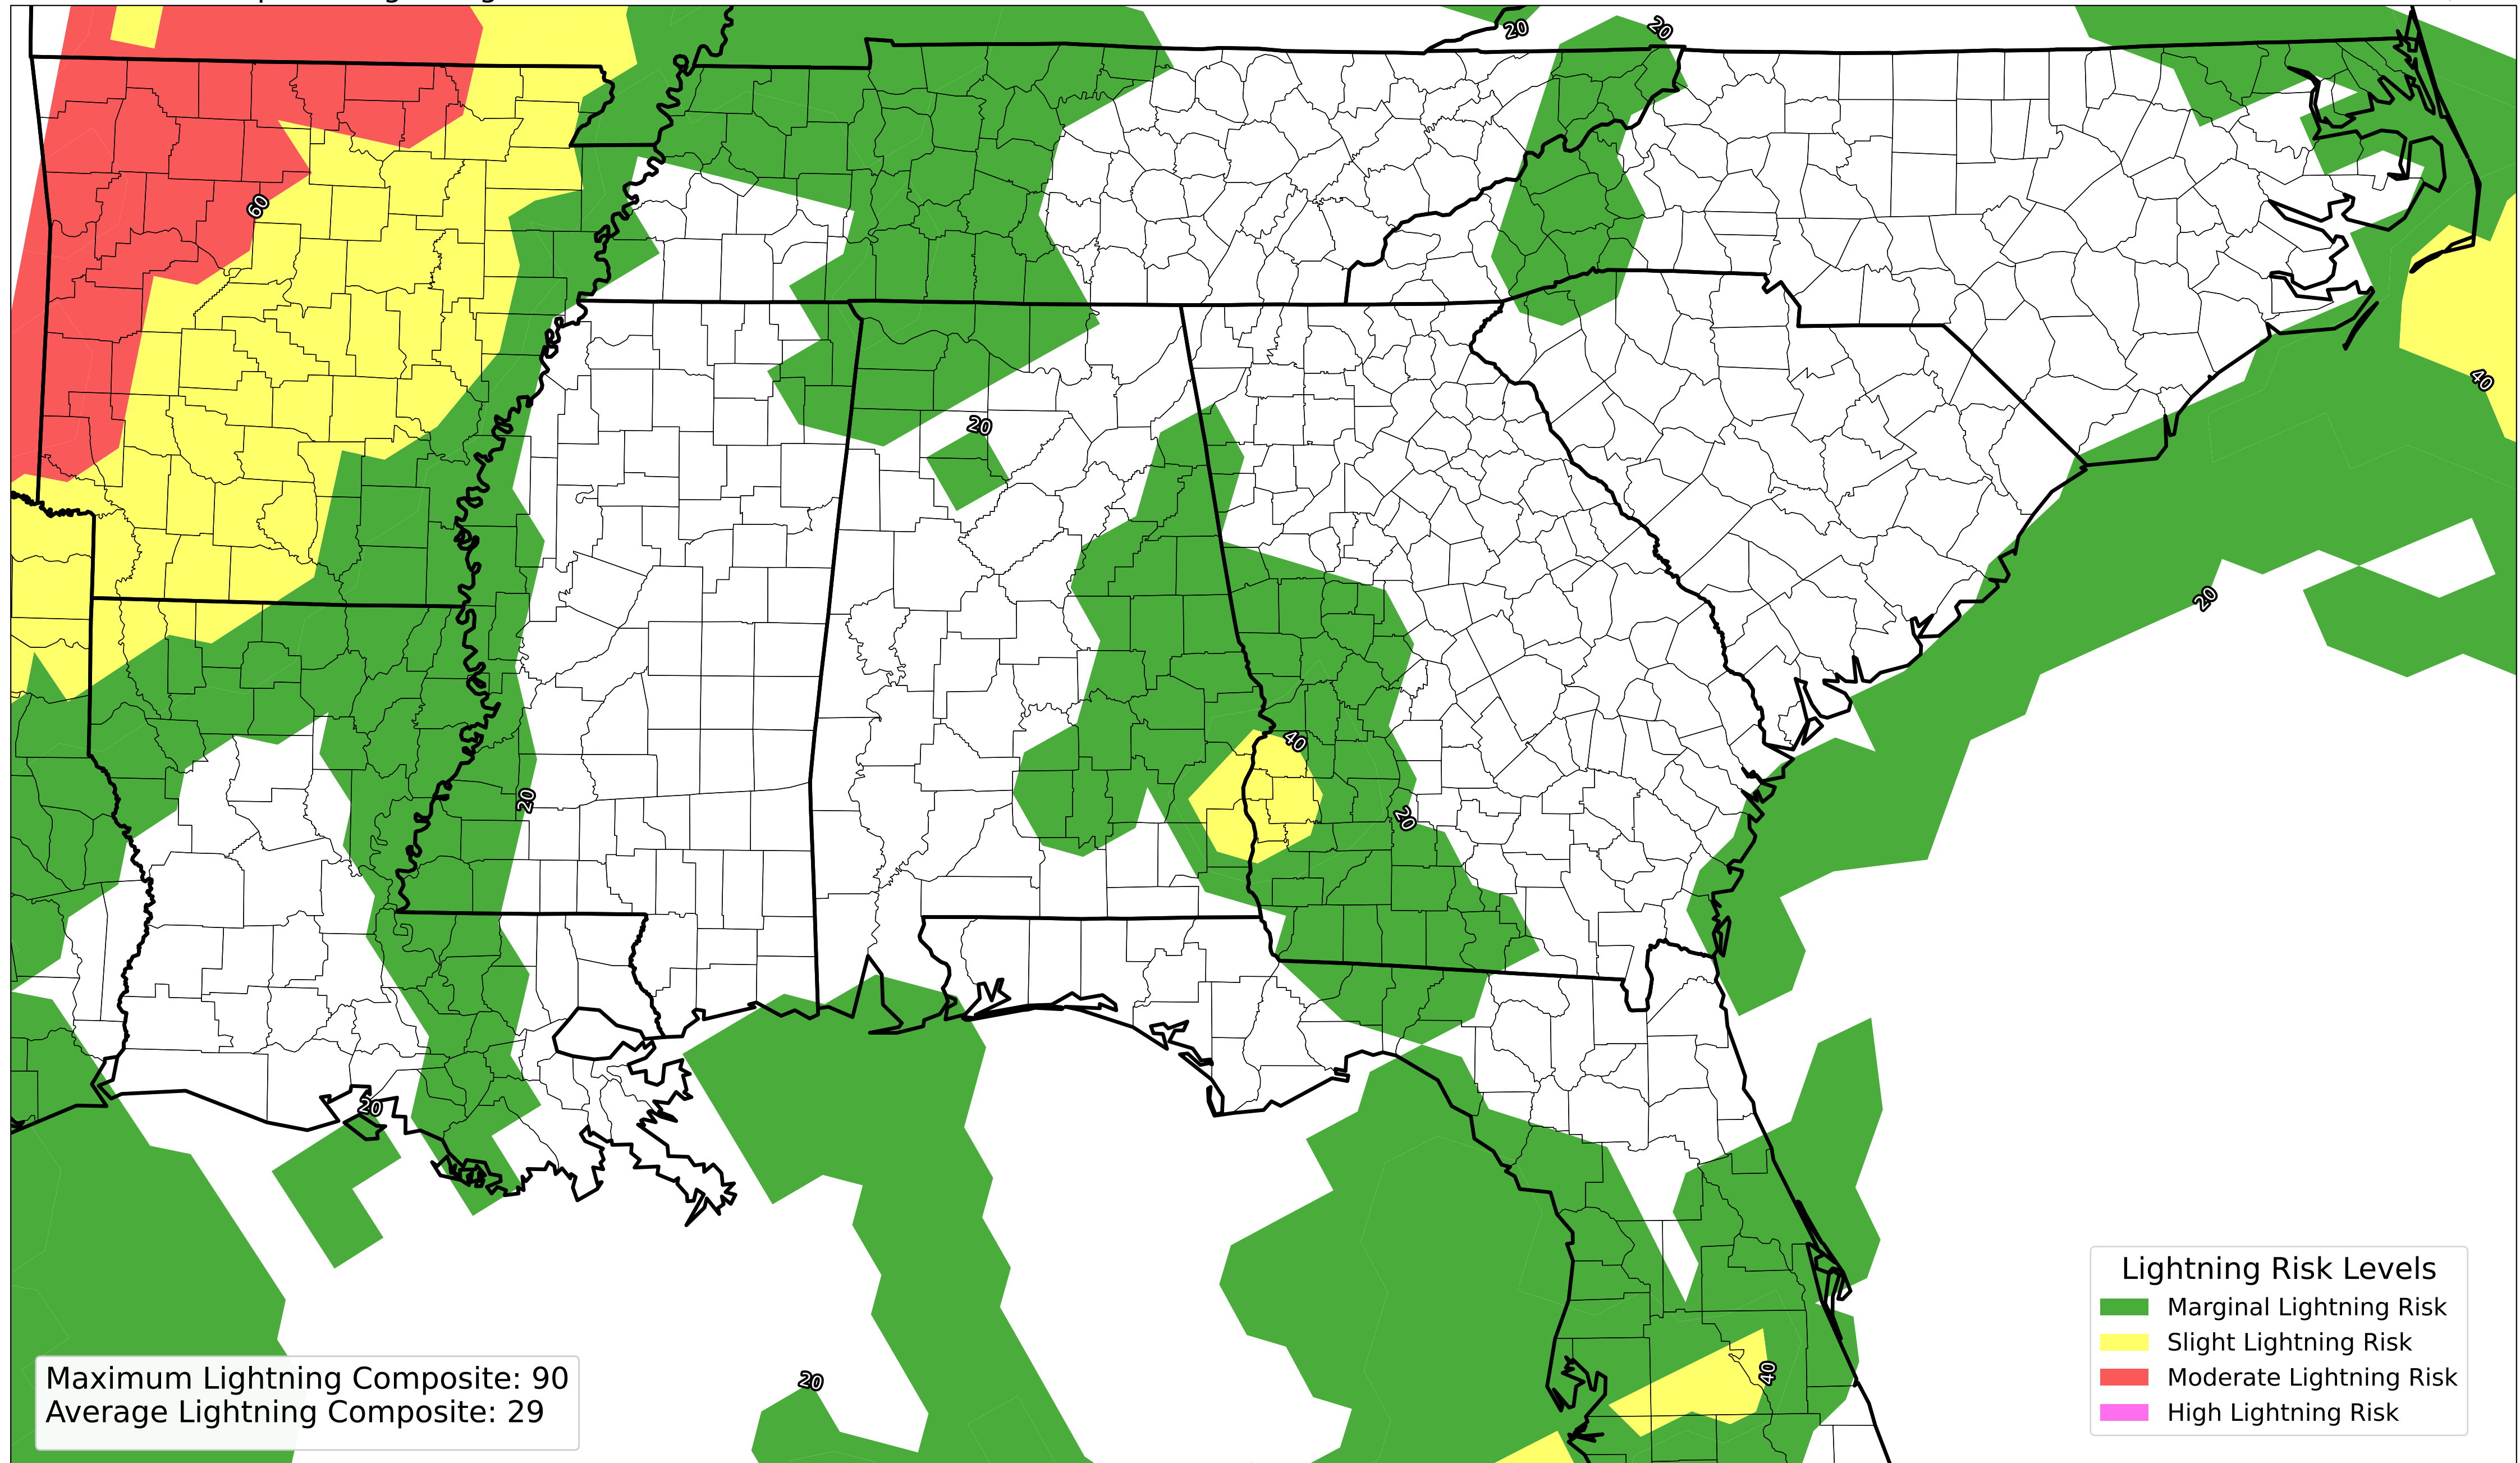 20
20
60
40
20
20
40
20
20
20
40
20
Lightning Risk Levels
Marginal Lightning Risk
Slight Lightning Risk
Moderate Lightning Risk
High Lightning Risk
Maximum Lightning Composite: 90
Average Lightning Composite: 29